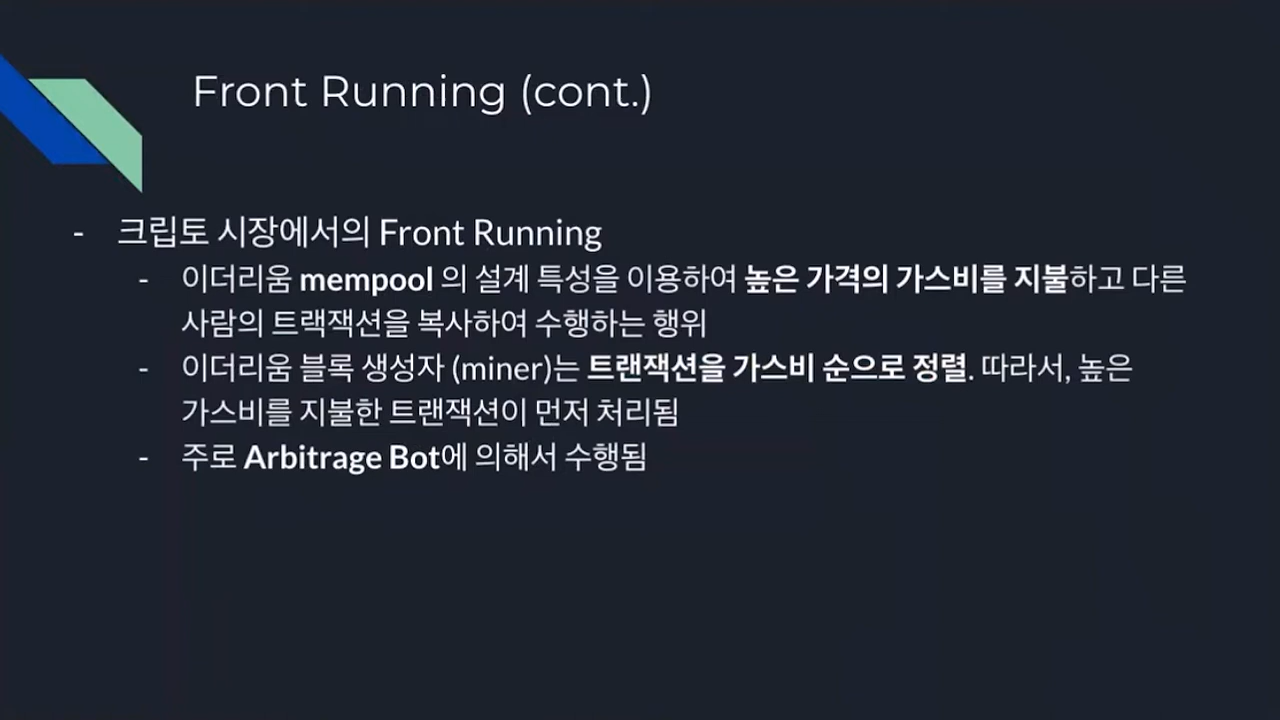 Front Running (cont.)
- 크립토 시장에서의 Front Running
- 이더리움 mempool 의 설계 특성을 이용하여 높은 가격의 가스비를 지불하고 다른
사람의 트랙잭션을 복사하여 수행하는 행위
- 이더리움 블록 생성자 (miner)는 트랜잭션을 가스비 순으로 정렬. 따라서, 높은
가스비를 지불한 트랜잭션이 먼저 처리됨
- 주로 Arbitrage Bot에 의해서 수행됨